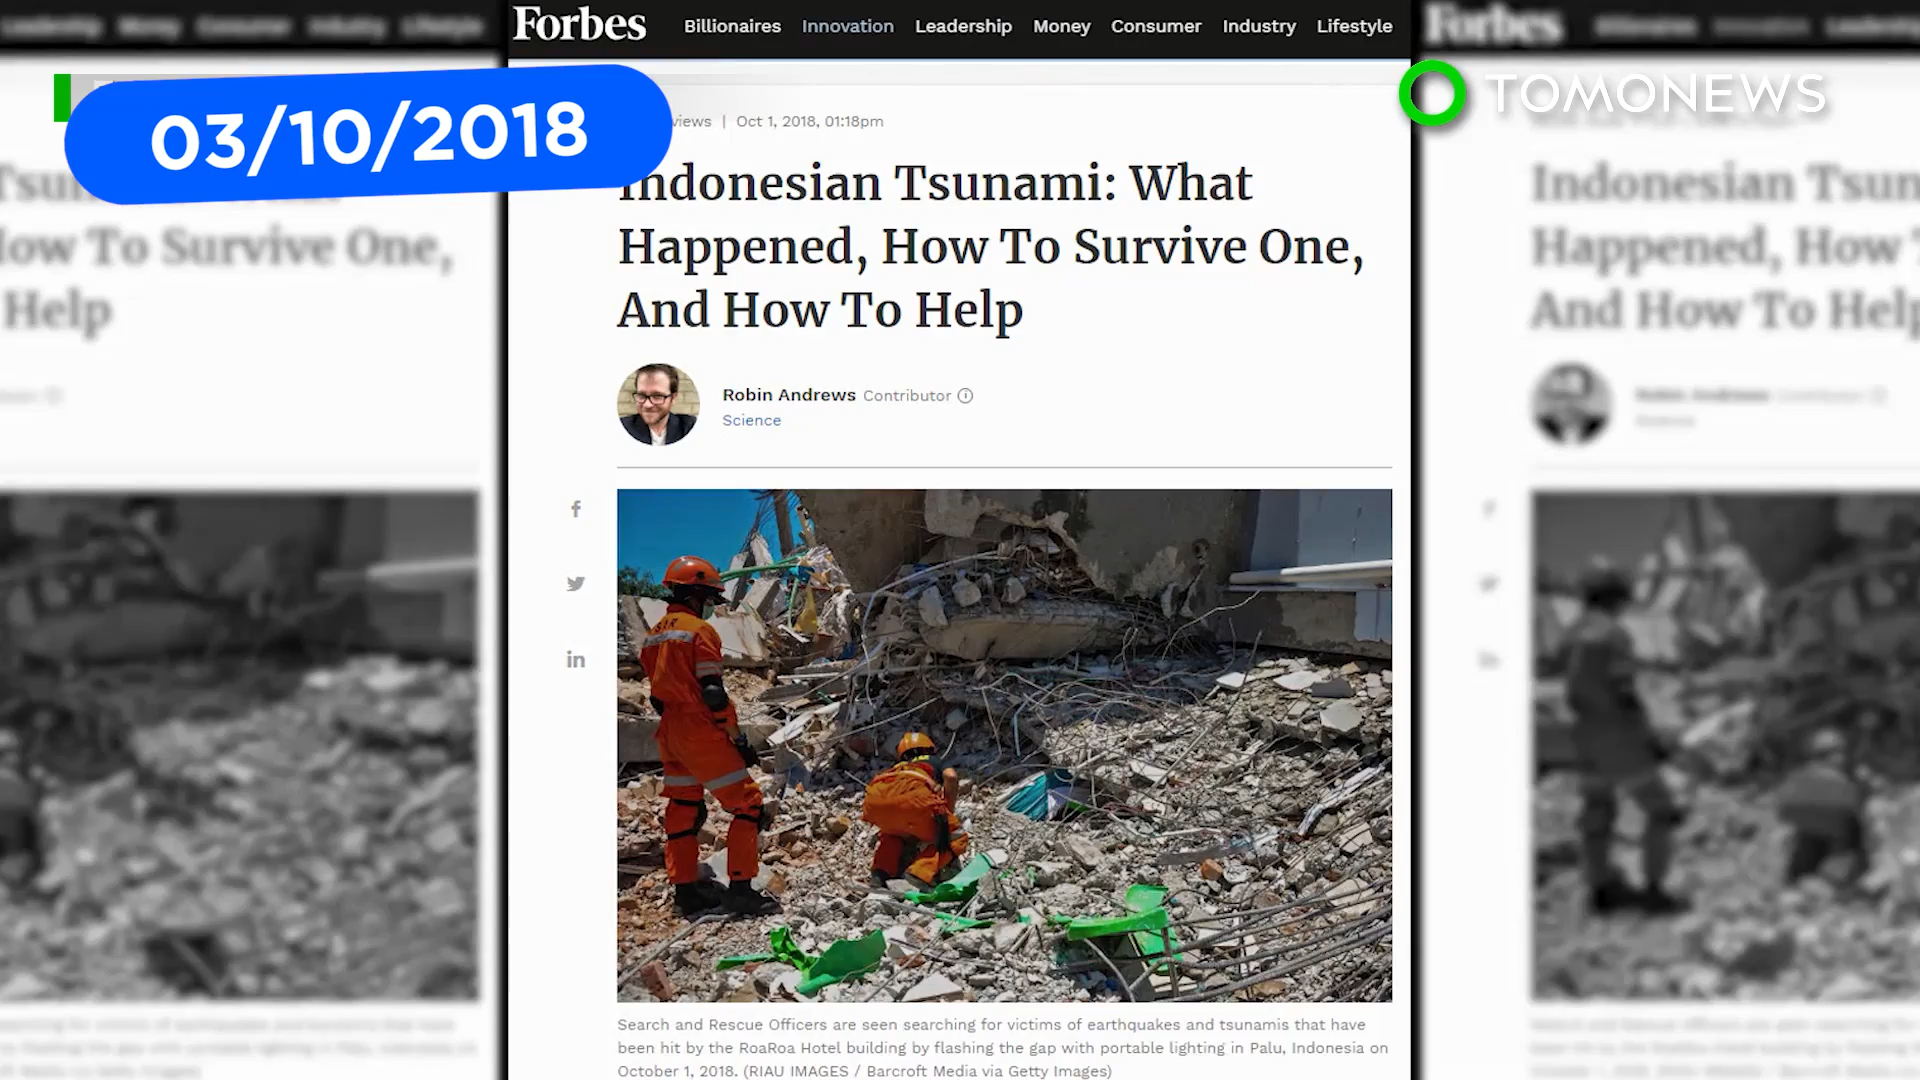 Forbes
Billionaires Innovation Leadership Money Consumer Industry Lifestyle
03/10/2018
TOMONEWS
Oct 1, 2018, 01:18pm
Indonesian Tsunami: What
Happened, How To Survive One,
And How To Help
Robin Andrews Contributor
Science
Search and Rescue Officers are seen searching for victims of earthquakes and tsunamis that have
been hit by the RoaRoa Hotel building by flashing the gap with portable lighting in Palu, Indonesia on
October 1, 2018. (RIAU IMAGES / Barcroft Media via Getty Images)